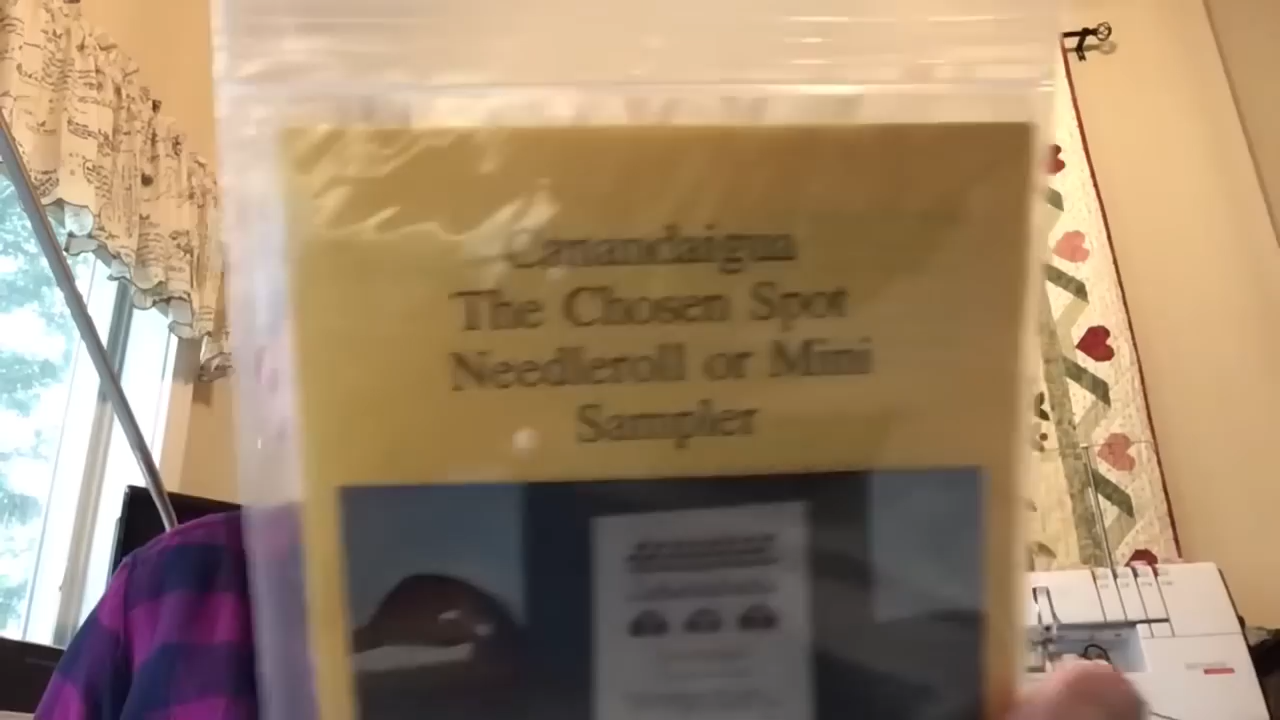 Canandaigua
The Chosen Spot
Needleroll or Mini
Sampler